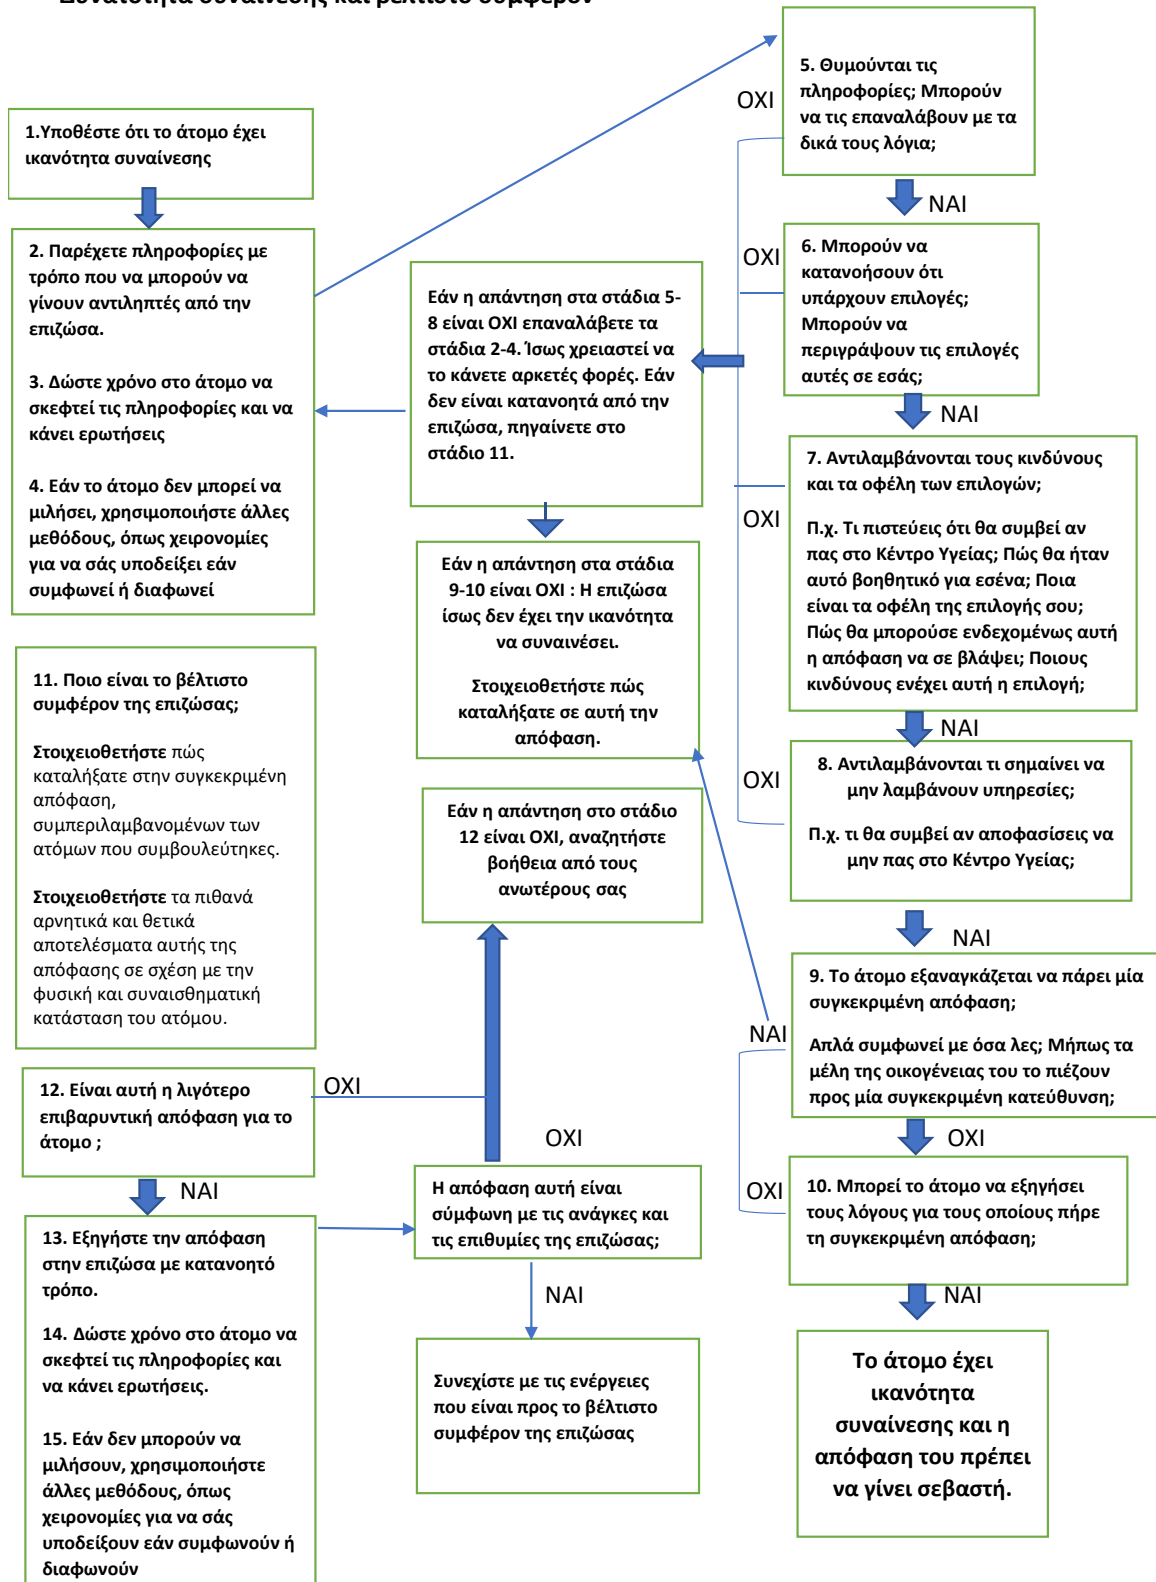 Δυνατότητα συναίνεσης και βέλτιστο συμφέρον
1.Υποθέστε ότι το άτομο έχει
ικανότητα συναίνεσης
2. Παρέχετε πληροφορίες με
τρόπο που να μπορούν να
γίνουν αντιληπτές από την
επιζώσα.
3. Δώστε χρόνο στο άτομο να
σκεφτεί τις πληροφορίες και να
κάνει ερωτήσεις
4. Εάν το άτομο δεν μπορεί να
μιλήσει, χρησιμοποιήστε άλλες
μεθόδους, όπως χειρονομίες
για να σάς υποδείξει εάν
συμφωνεί ή διαφωνεί
Εάν η απάντηση στα στάδια 5-
8 είναι ΟΧΙ επαναλάβετε τα
στάδια 2-4. Ίσως χρειαστεί να
το κάνετε αρκετές φορές. Εάν
δεν είναι κατανοητά από την
επιζώσα, πηγαίνετε στο
στάδιο 11.
5. Θυμούνται τις
πληροφορίες; Μπορούν
να τις επαναλάβουν με τα
δικά τους λόγια;
ΟΧΙ
ΝΑΙ
6. Μπορούν να
κατανοήσουν ότι
υπάρχουν επιλογές;
Μπορούν να
περιγράψουν τις επιλογές
αυτές σε εσάς;
ΟΧΙ
ΝΑΙ
7. Αντιλαμβάνονται τους κινδύνους
και τα οφέλη των επιλογών;
Π.χ. Τι πιστεύεις ότι θα συμβεί αν
πας στο Κέντρο Υγείας; Πώς θα ήταν
αυτό βοηθητικό για εσένα; Ποια
είναι τα οφέλη της επιλογής σου;
Πώς θα μπορούσε ενδεχομένως αυτή
η απόφαση να σε βλάψει; Ποιους
κινδύνους ενέχει αυτή η επιλογή;
ΟΧΙ
ΝΑΙ
8. Αντιλαμβάνονται τι σημαίνει να
μην λαμβάνουν υπηρεσίες;
Π.χ. τι θα συμβεί αν αποφασίσεις να
μην πας στο Κέντρο Υγείας;
ΟΧΙ
ΝΑΙ
9. Το άτομο εξαναγκάζεται να πάρει μία
συγκεκριμένη απόφαση;
Απλά συμφωνεί με όσα λες; Μήπως τα
μέλη της οικογένειας του το πιέζουν
προς μία συγκεκριμένη κατεύθυνση;
ΝΑΙ
ΟΧΙ
10. Μπορεί το άτομο να εξηγήσει
τους λόγους για τους οποίους πήρε
τη συγκεκριμένη απόφαση;
ΟΧΙ
ΝΑΙ
Το άτομο έχει
ικανότητα
συναίνεσης και η
απόφαση του πρέπει
να γίνει σεβαστή.
Εάν η απάντηση στα στάδια
9-10 είναι ΟΧΙ : Η επιζώσα
ίσως δεν έχει την ικανότητα
να συναινέσει.
Στοιχειοθετήστε πώς
καταλήξατε σε αυτή την
απόφαση.
11. Ποιο είναι το βέλτιστο
συμφέρον της επιζώσας;
Στοιχειοθετήστε πώς
καταλήξατε στην συγκεκριμένη
απόφαση,
συμπεριλαμβανομένων των
ατόμων που συμβουλεύτηκες.
Στοιχειοθετήστε τα πιθανά
αρνητικά και θετικά
αποτελέσματα αυτής της
απόφασης σε σχέση με την
φυσική και συναισθηματική
κατάσταση του ατόμου.
12. Είναι αυτή η λιγότερο
επιβαρυντική απόφαση για το
άτομο ;
ΟΧΙ
ΝΑΙ
Εάν η απάντηση στο στάδιο
12 είναι ΟΧΙ, αναζητήστε
βοήθεια από τους
ανωτέρους σας
13. Εξηγήστε την απόφαση
στην επιζώσα με κατανοητό
τρόπο.
14. Δώστε χρόνο στο άτομο να
σκεφτεί τις πληροφορίες και
να κάνει ερωτήσεις.
15. Εάν δεν μπορούν να
μιλήσουν, χρησιμοποιήστε
άλλες μεθόδους, όπως
χειρονομίες για να σάς
υποδείξουν εάν συμφωνούν ή
διαφωνούν
ΟΧΙ
Η απόφαση αυτή είναι
σύμφωνη με τις ανάγκες και
τις επιθυμίες της επιζώσας;
ΝΑΙ
Συνεχίστε με τις ενέργειες
που είναι προς το βέλτιστο
συμφέρον της επιζώσας